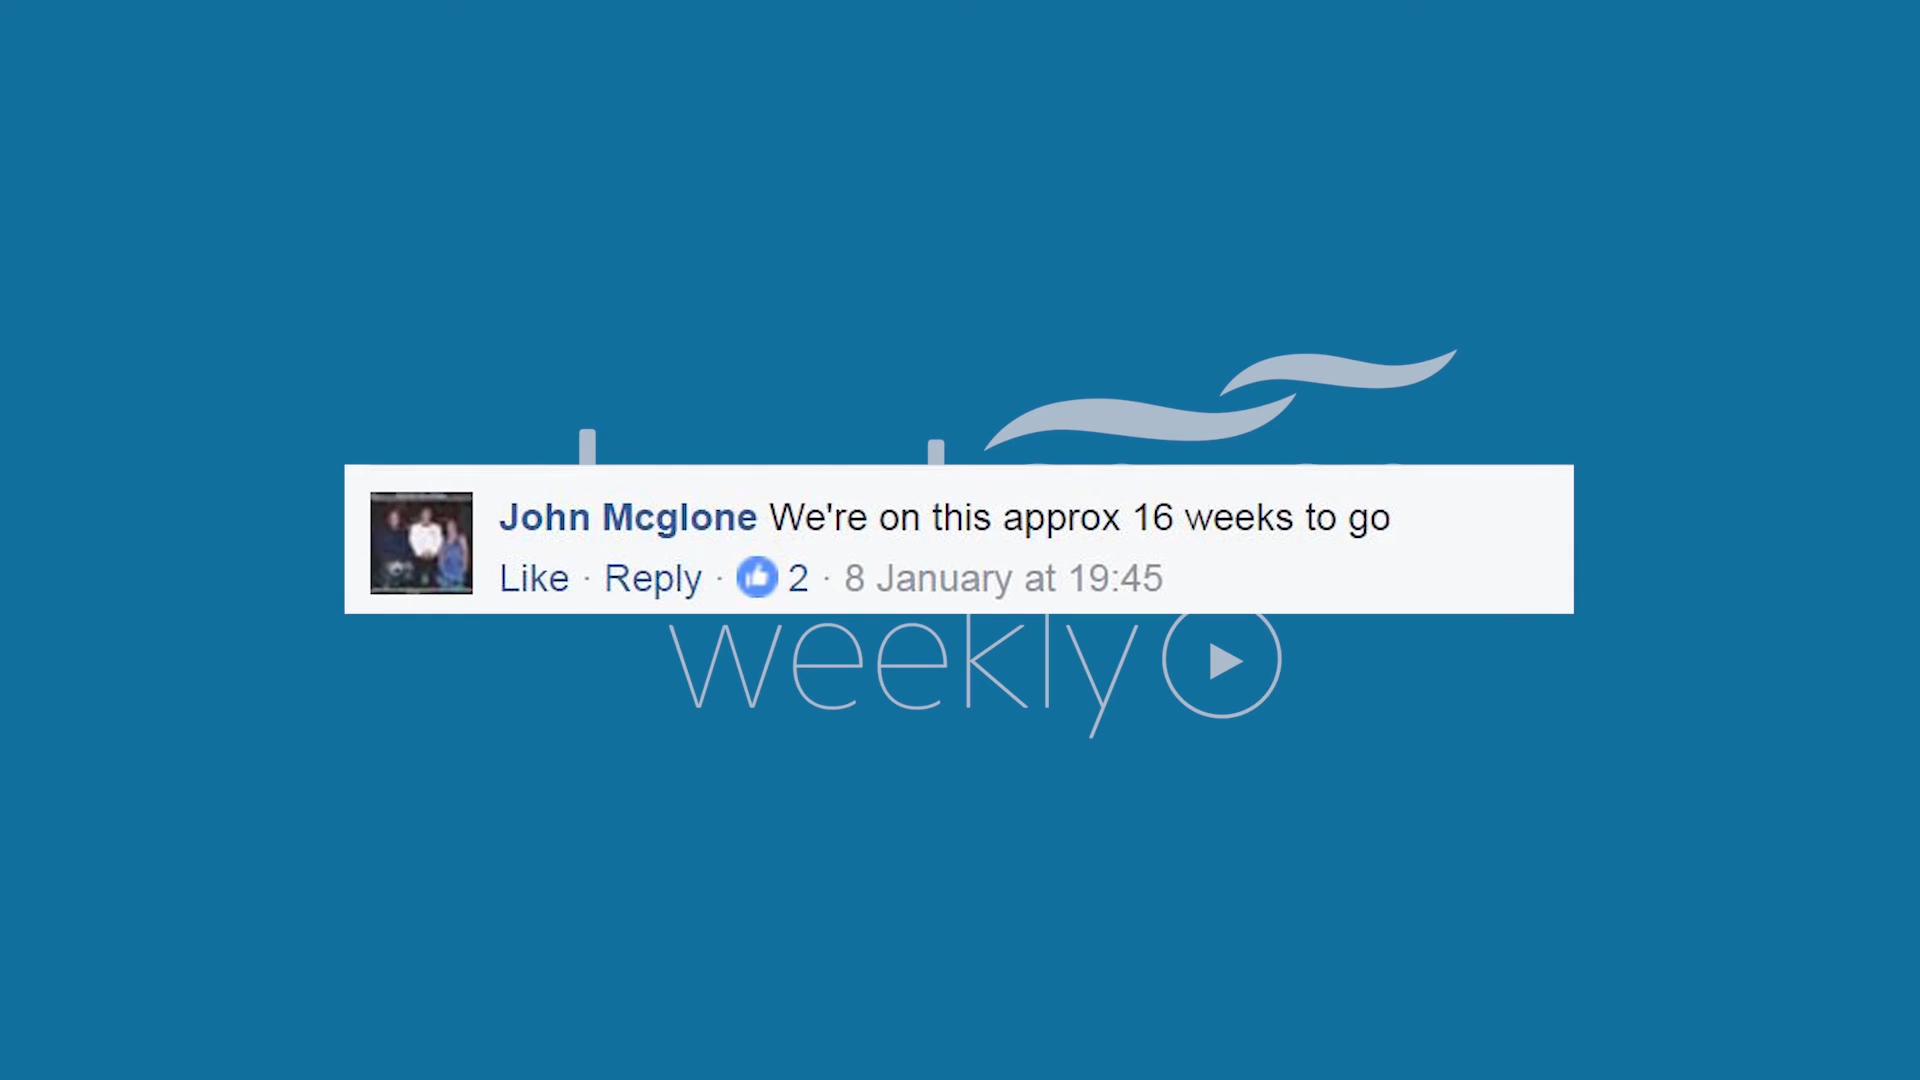 John Mcglone We're on this approx 16 weeks to go
Like · Reply · 2 · 8 January at 19:45
weekly